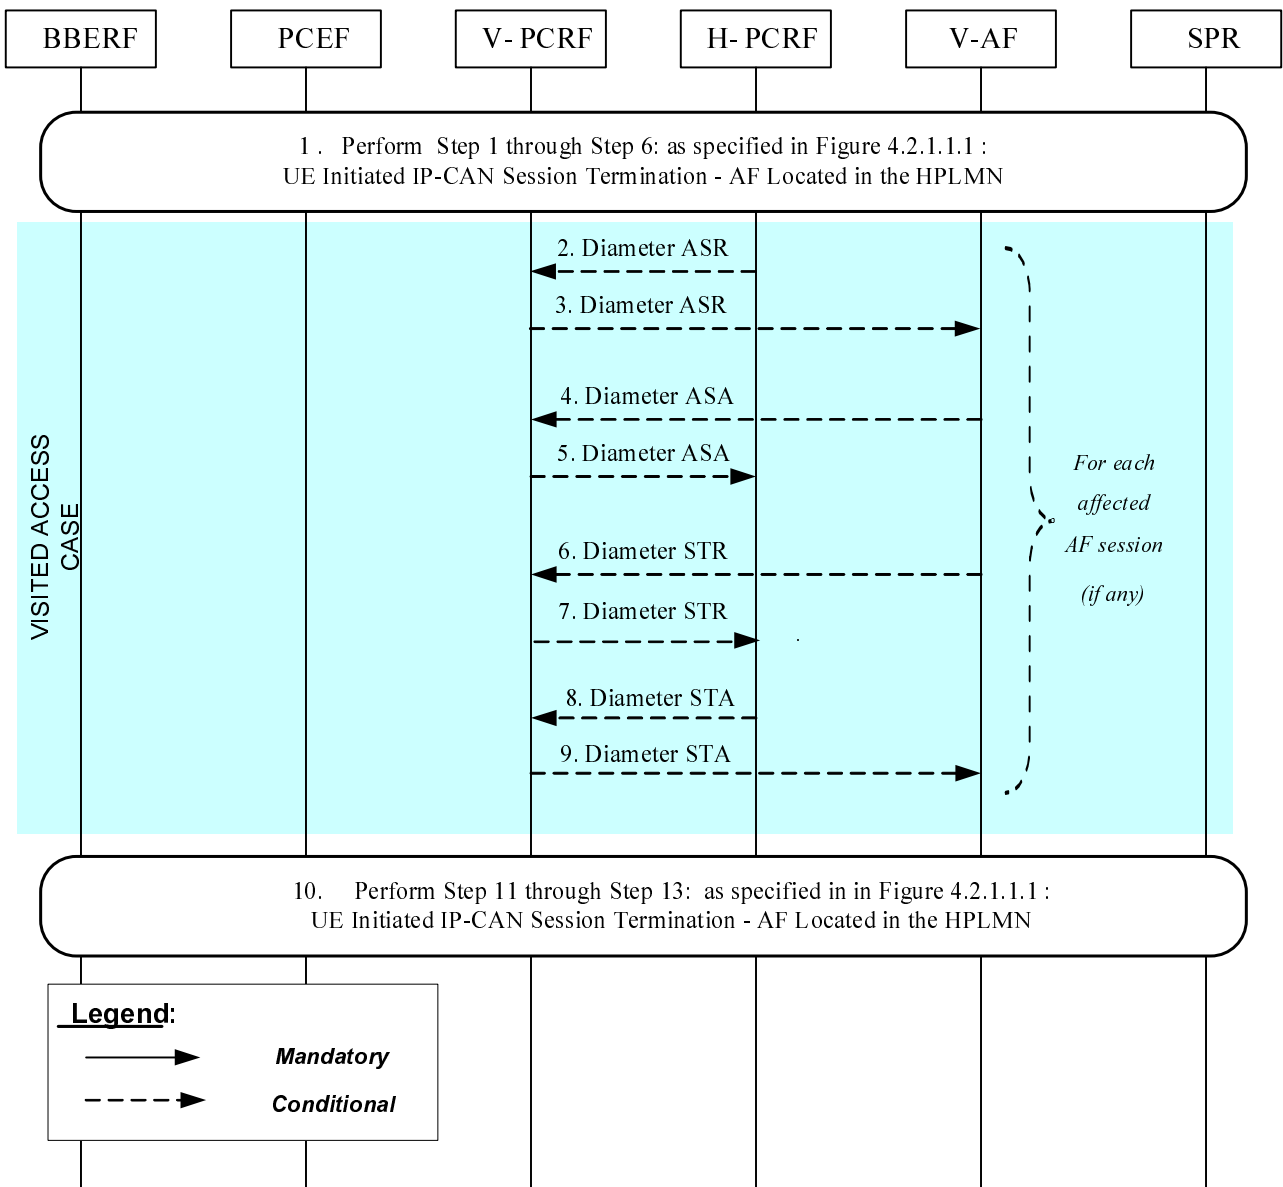 BBERF
PCEF
V- PCRF
H- PCRF
V-AF
SPR
1 . Perform Step 1 through Step 6: as specified in Figure 4.2.1.1.1 :
UE Initiated IP-CAN Session Termination - AF Located in the HPLMN
VISITED ACCESS
CASE
2. Diameter ASR
3. Diameter ASR
4. Diameter ASA
5. Diameter ASA
6. Diameter STR
7. Diameter STR
8. Diameter STA
9. Diameter STA
For each
affected
AF session
(if any)
10. Perform Step 11 through Step 13: as specified in in Figure 4.2.1.1.1 :
UE Initiated IP-CAN Session Termination - AF Located in the HPLMN
Legend:
Mandatory
Conditional